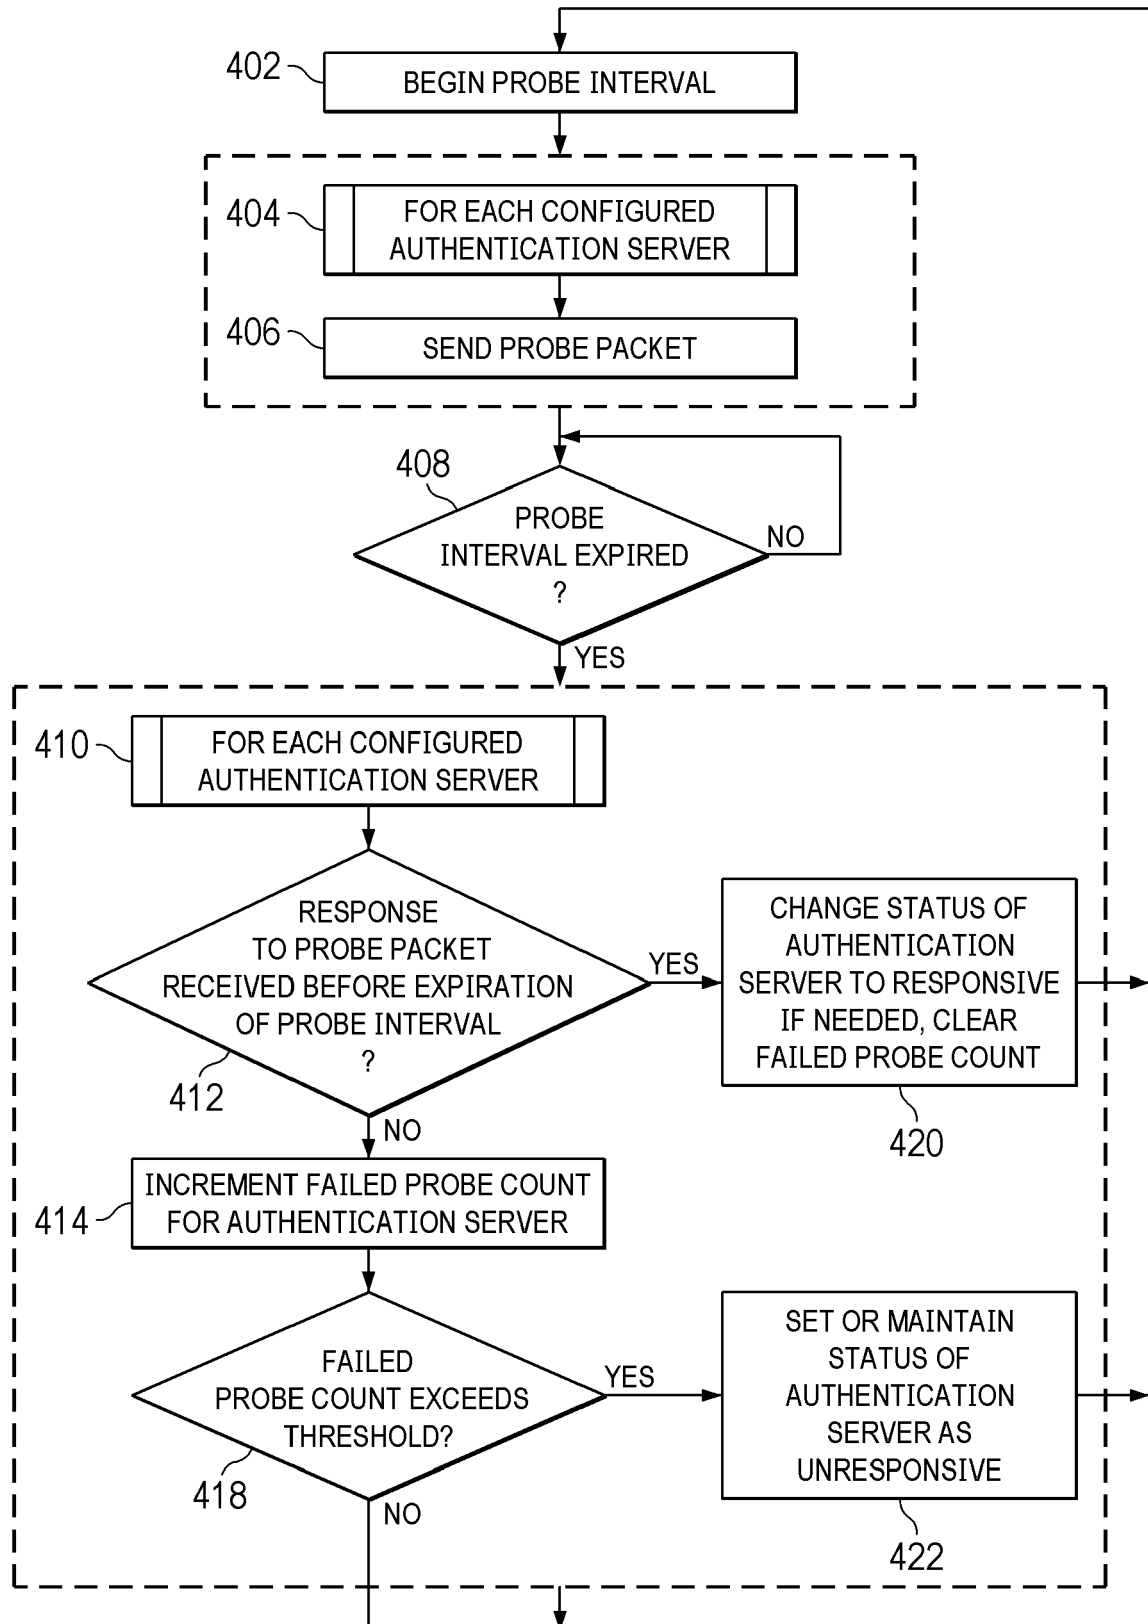 402
BEGIN PROBE INTERVAL
404
FOR EACH CONFIGURED
AUTHENTICATION SERVER
406
SEND PROBE PACKET
408
PROBE
INTERVAL EXPIRED
?
NO
YES
410
FOR EACH CONFIGURED
AUTHENTICATION SERVER
RESPONSE
TO PROBE PACKET
RECEIVED BEFORE EXPIRATION
OF PROBE INTERVAL
?
412
YES
CHANGE STATUS OF
AUTHENTICATION
SERVER TO RESPONSIVE
IF NEEDED, CLEAR
FAILED PROBE COUNT
420
NO
414
INCREMENT FAILED PROBE COUNT
FOR AUTHENTICATION SERVER
FAILED
PROBE COUNT EXCEEDS
THRESHOLD?
418
YES
SET OR MAINTAIN
STATUS OF
AUTHENTICATION
SERVER AS
UNRESPONSIVE
422
NO